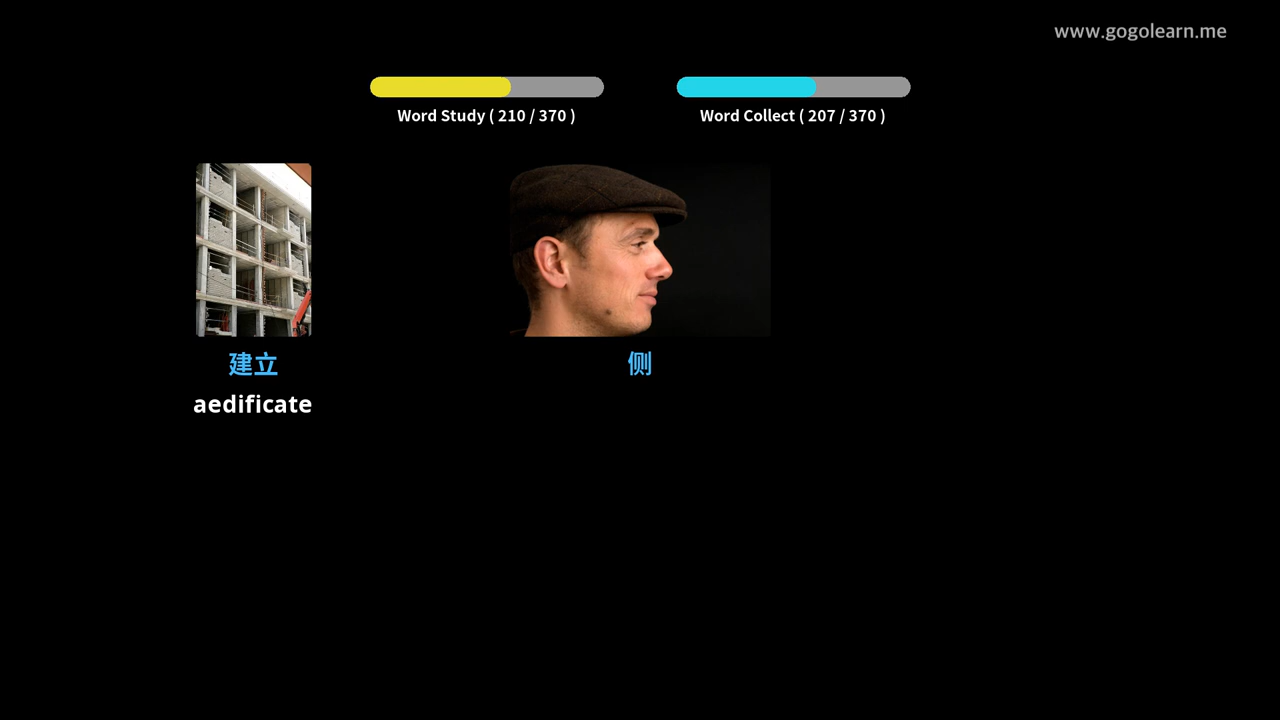 www.gogolearn.me
Word Study ( 210 / 370 )
Word Collect ( 207 / 370 )
建立
侧
aedificate